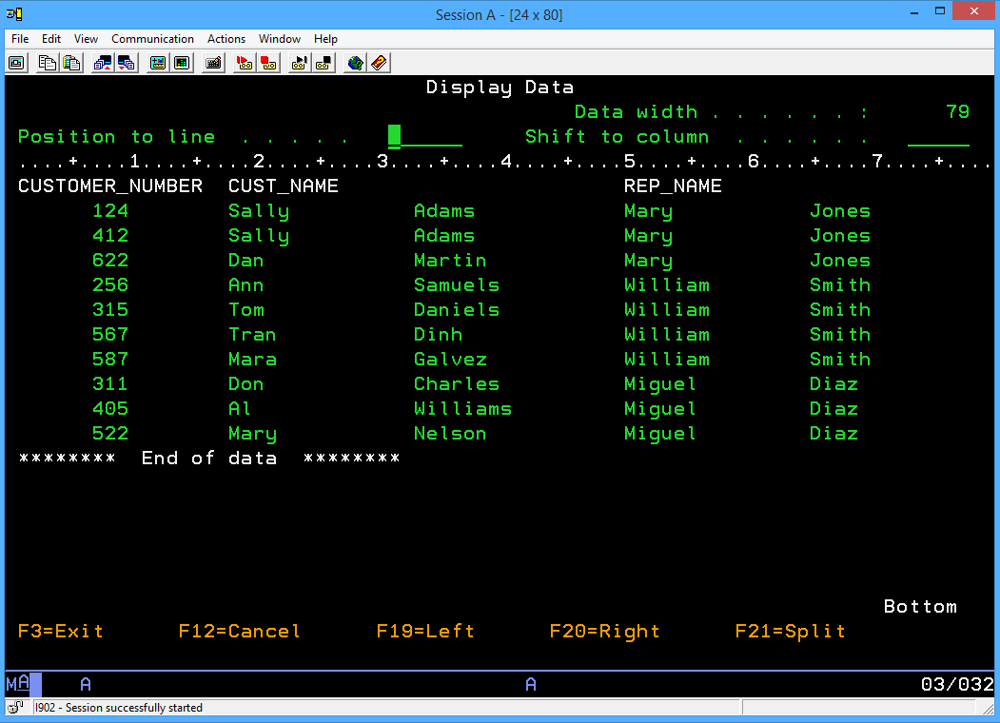 Session A - [24 x 80]
File Edit View Communication Actions Window Help
Display Data
Data width . . . . . . : 79
Position to line . . . . . Shift to column . . . . . .
....+....1....+....2....+....3....+....4....+....5....+....6....+....7....+....
CUSTOMER_NUMBER CUST_NAME REP_NAME
124 Sally Adams Mary Jones
412 Sally Adams Mary Jones
622 Dan Martin Mary Jones
256 Ann Samuels William Smith
315 Tom Daniels William Smith
567 Tran Dinh William Smith
587 Mara Galvez William Smith
311 Don Charles Miguel Diaz
405 Al Williams Miguel Diaz
522 Mary Nelson Miguel Diaz
******** End of data ********
Bottom
F3=Exit F12=Cancel F19=Left F20=Right F21=Split
MA A A 03/032
I902 - Session successfully started